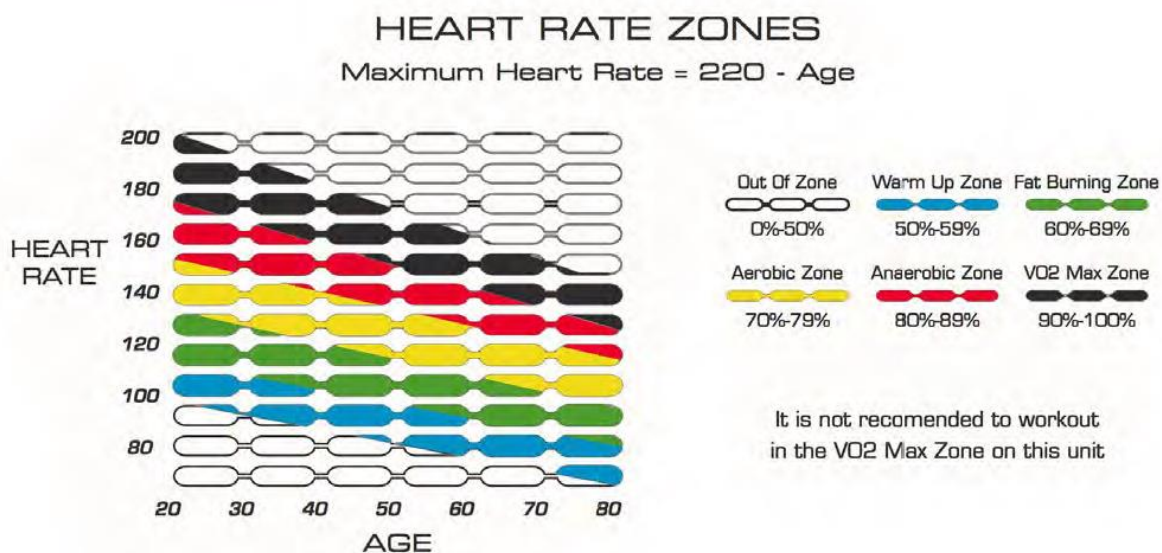 HEART RATE ZONES
Maximum Heart Rate = 220 - Age
200
180
160
140
120
100
80
HEART
RATE
20 30 40 50 60 70 80
AGE
Out Of Zone Warm Up Zone Fat Burning Zone
0%-50% 50%-59% 60%-69%
Aerobic Zone Anaerobic Zone VO2 Max Zone
70%-79% 80%-89% 90%-100%
It is not recomended to workout
in the VO2 Max Zone on this unit